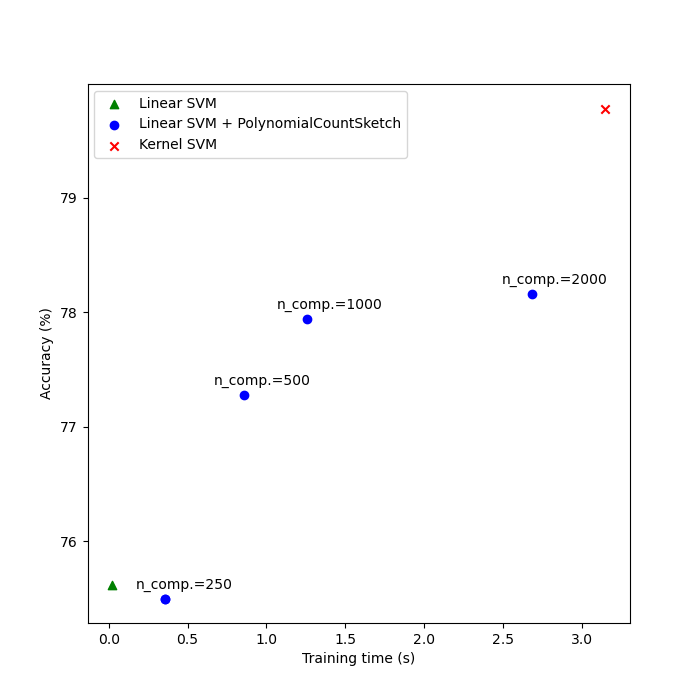 Linear SVM
Linear SVM + PolynomialCountSketch
Kernel SVM
79
n_comp.=2000
n_comp.=1000
78
Accuracy (%)
n_comp.=500
77
76
n_comp.=250
0.0 0.5 1.0 1.5 2.0 2.5 3.0
Training time (s)